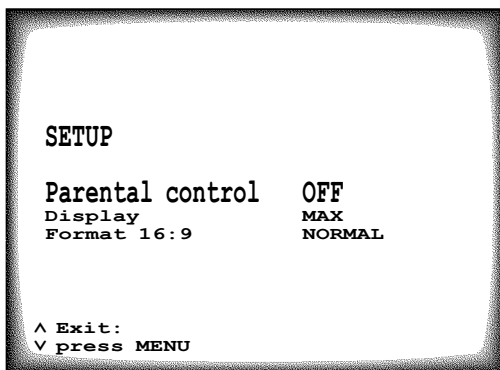 SETUP
Parental control OFF
Display MAX
Format 16:9 NORMAL
^ Exit:
v press MENU